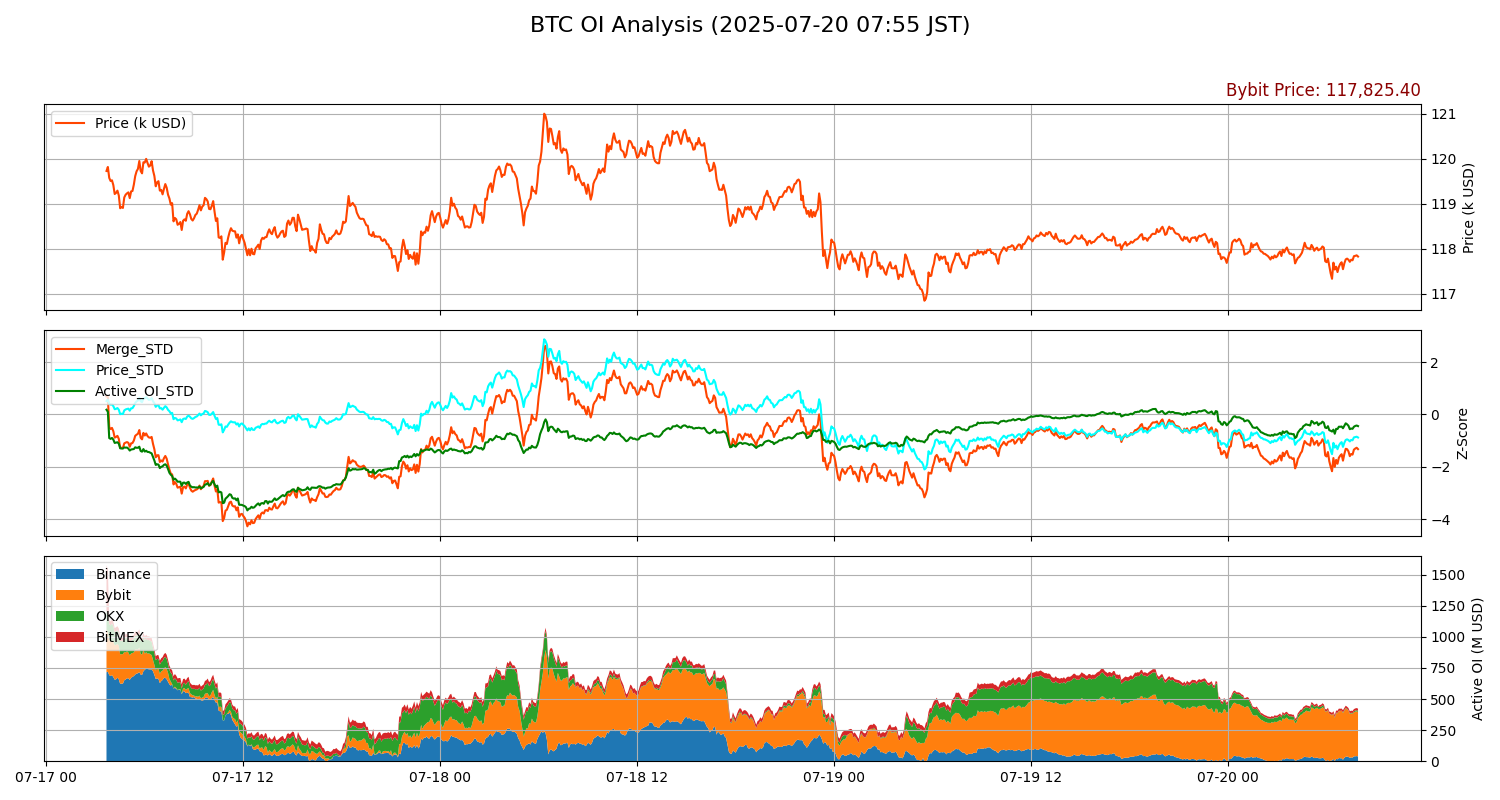 BTC OI Analysis (2025-07-20 07:55 JST)
Bybit Price: 117,825.40
Price (k USD)
121
120
119
118
117
Price (k USD)
Merge_STD
Price_STD
Active_OI_STD
2
0
−2
−4
Z-Score
Binance
Bybit
OKX
BitMEX
1500
1250
1000
750
500
250
0
Active OI (M USD)
07-17 00
07-17 12
07-18 00
07-18 12
07-19 00
07-19 12
07-20 00